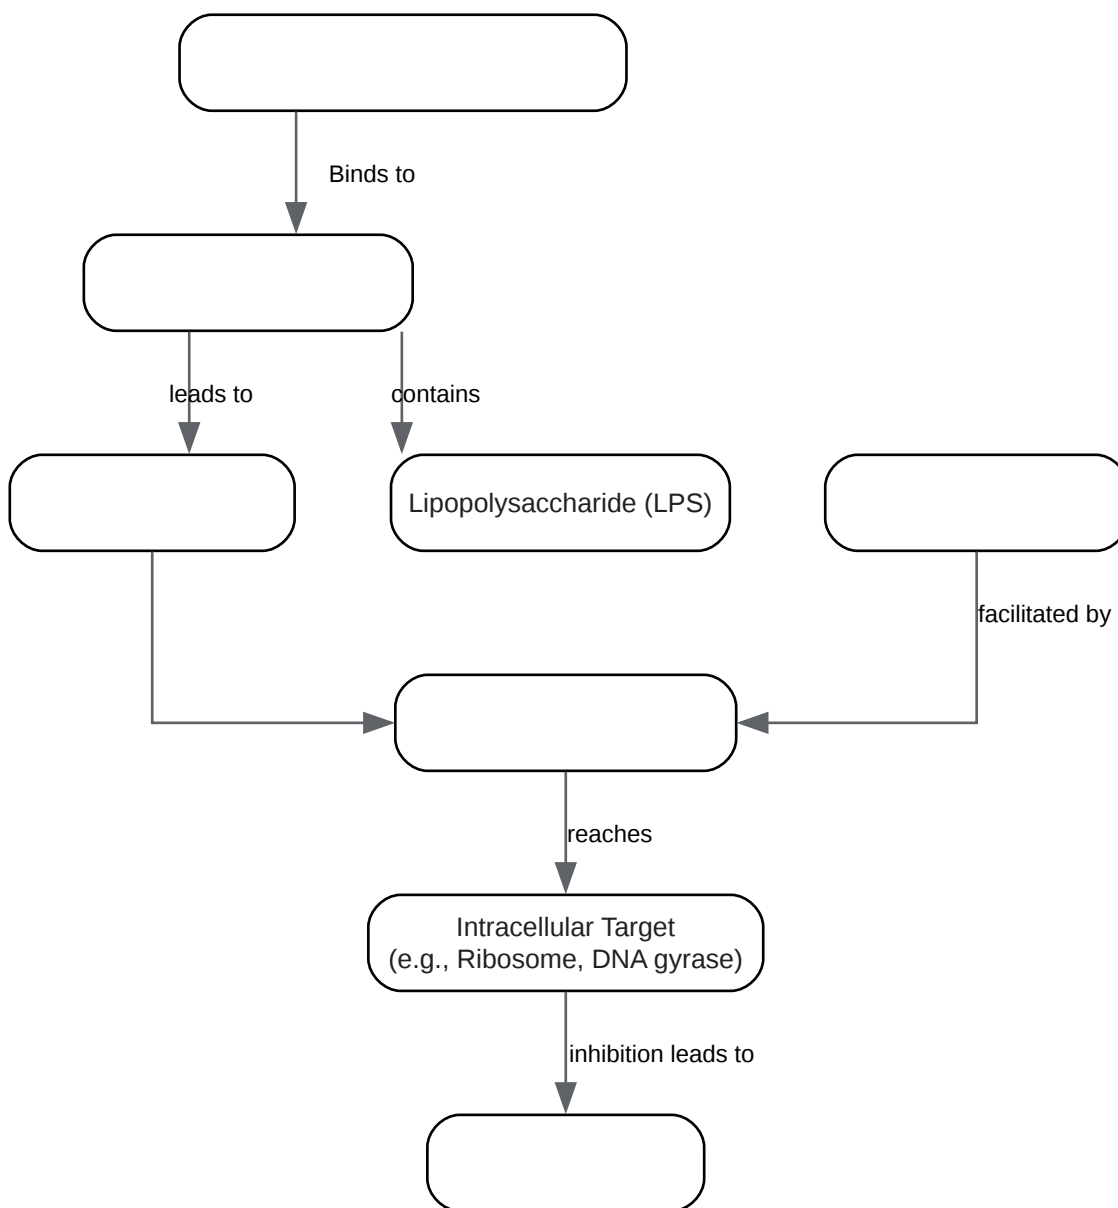 Binds to
leads to
contains
Lipopolysaccharide (LPS)
facilitated by
reaches
Intracellular Target
(e.g., Ribosome, DNA gyrase)
inhibition leads to